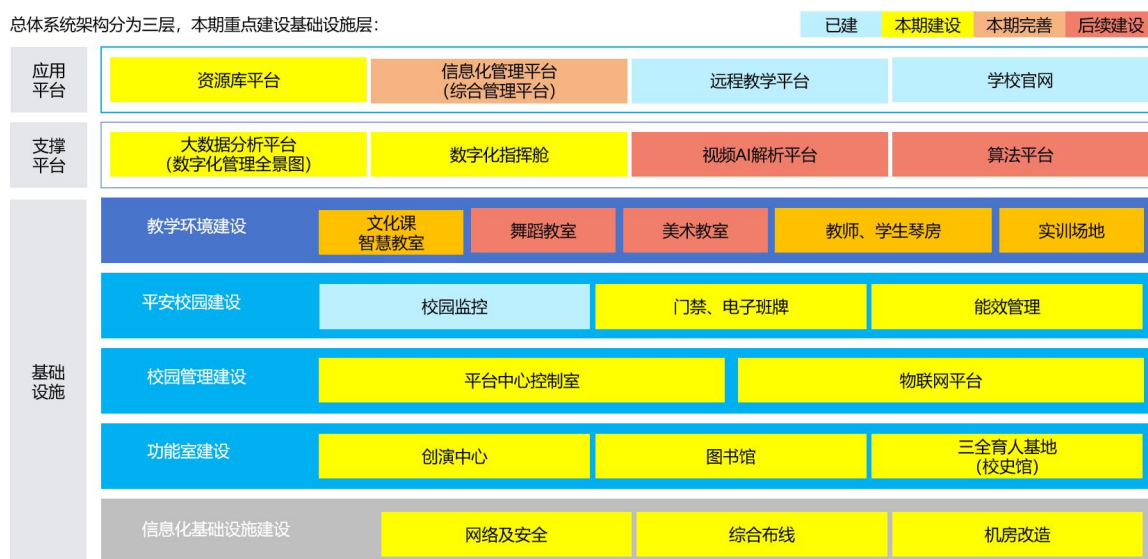 总体系统架构分为三层，本期重点建设基础设施层：
已建 本期建设 本期完善 后续建设
应用
平台
资源库平台
信息化管理平台
(综合管理平台)
远程教学平台
学校官网
支撑
平台
大数据分析平台
(数字化管理全景图)
数字化指挥舱
视频AI解析平台
算法平台
基础
设施
教学环境建设
文化课
智慧教室
舞蹈教室
美术教室
教师、学生琴房
实训场地
平安校园建设
校园监控
门禁、电子班牌
能效管理
校园管理建设
平台中心控制室
物联网平台
功能室建设
创演中心
图书馆
三全育人基地
(校史馆)
信息化基础设施建设
网络及安全
综合布线
机房改造